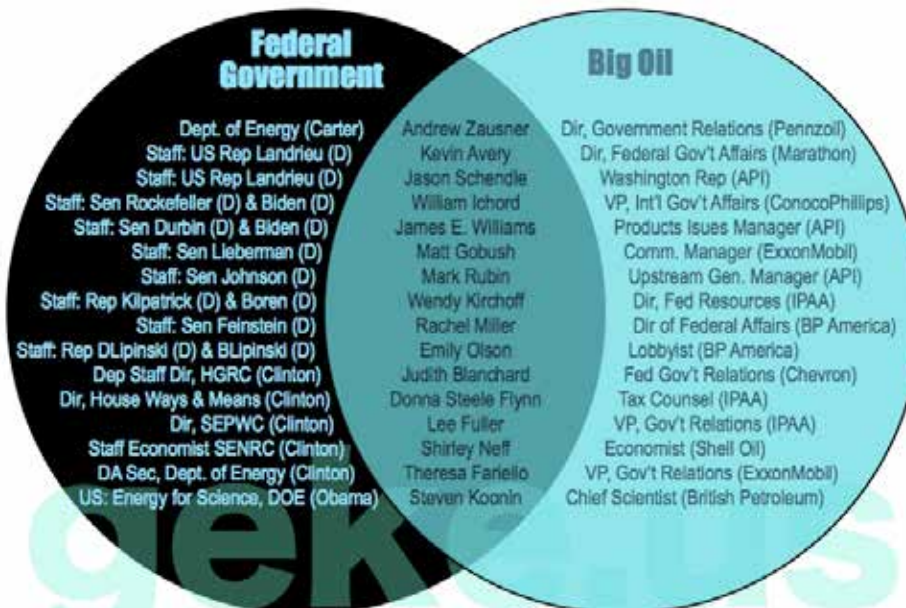 Federal
Government
Big Oil
Dept. of Energy (Carter) Andrew Zausner Dir, Government Relations (Pennzoil)
Staff: US Rep Landrieu (D) Kevin Avery Dir, Federal Gov't Affairs (Marathon)
Staff: US Rep Landrieu (D) Jason Schendle Washington Rep (API)
Staff: Sen Rockefeller (D) & Biden (D) William Ichord VP, Int'l Gov't Affairs (ConocoPhillips)
Staff: Sen Durbin (D) & Biden (D) James E. Williams Products Isues Manager (API)
Staff: Sen Lieberman (D) Matt Gobush Comm. Manager (ExxonMobil)
Staff: Sen Johnson (D) Mark Rubin Upstream Gen. Manager (API)
Staff: Rep Kilpatrick (D) & Boren (D) Wendy Kirchoff Dir, Fed Resources (IPAA)
Staff: Sen Feinstein (D) Rachel Miller Dir of Federal Affairs (BP America)
Staff: Rep DLipinski (D) & BLipinski (D) Emily Olson Lobbyist (BP America)
Dep Staff Dir, HGRC (Clinton) Judith Blanchard Fed Gov't Relations (Chevron)
Dir, House Ways & Means (Clinton) Donna Steele Flynn Tax Counsel (IPAA)
Dir, SEPWC (Clinton) Lee Fuller VP, Gov't Relations (IPAA)
Staff Economist SENRC (Clinton) Shirley Neff Economist (Shell Oil)
DA Sec, Dept. of Energy (Clinton) Theresa Fariello VP, Gov't Relations (ExxonMobil)
US: Energy for Science, DOE (Obama) Steven Koonin Chief Scientist (British Petroleum)
geke.us